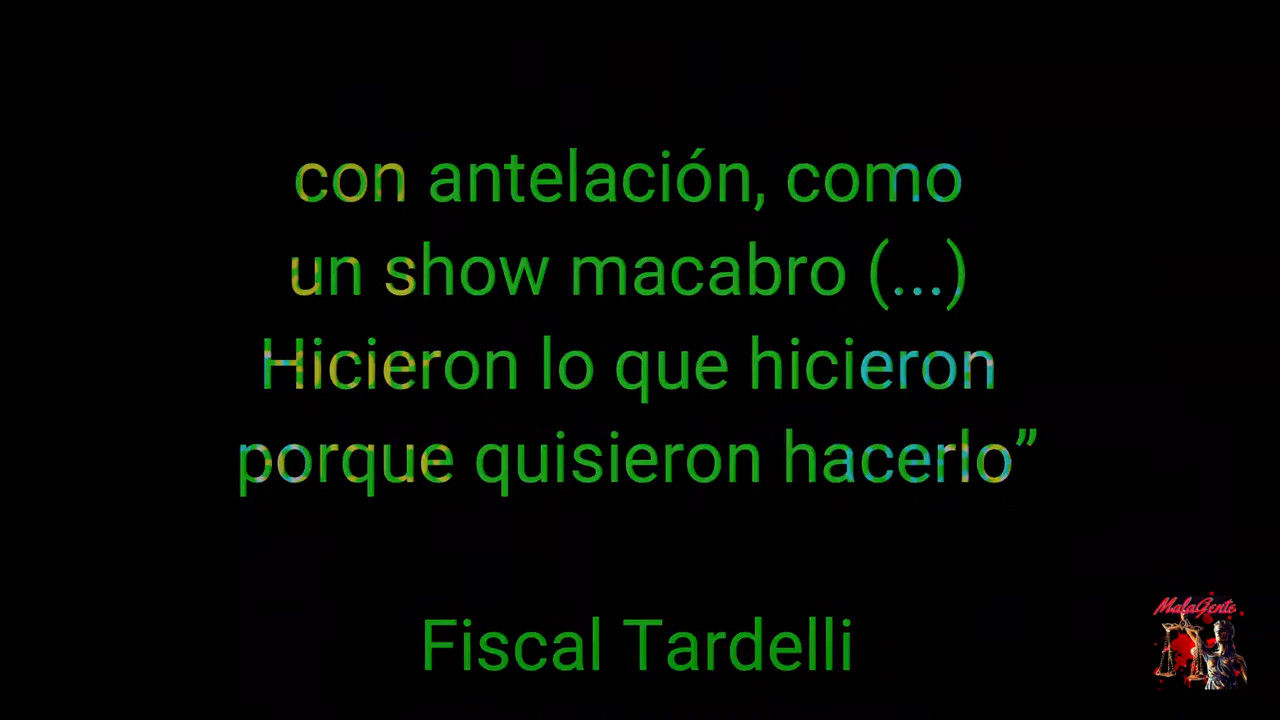 con antelación, como
un show macabro (...)
Hicieron lo que hicieron
porque quisieron hacerlo”
Fiscal Tardelli
MalaGente